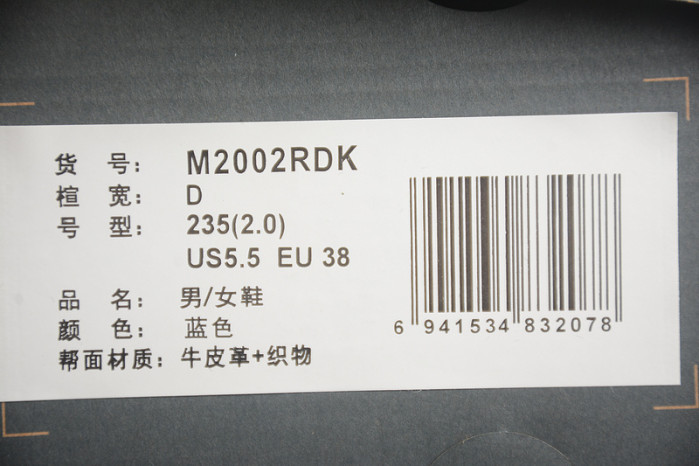 货 号： M2002RDK
楦 宽： D
号 型： 235(2.0)
US5.5 EU 38
品 名： 男/女鞋
颜 色： 蓝色
帮面材质：牛皮革+织物
6 941534 832078